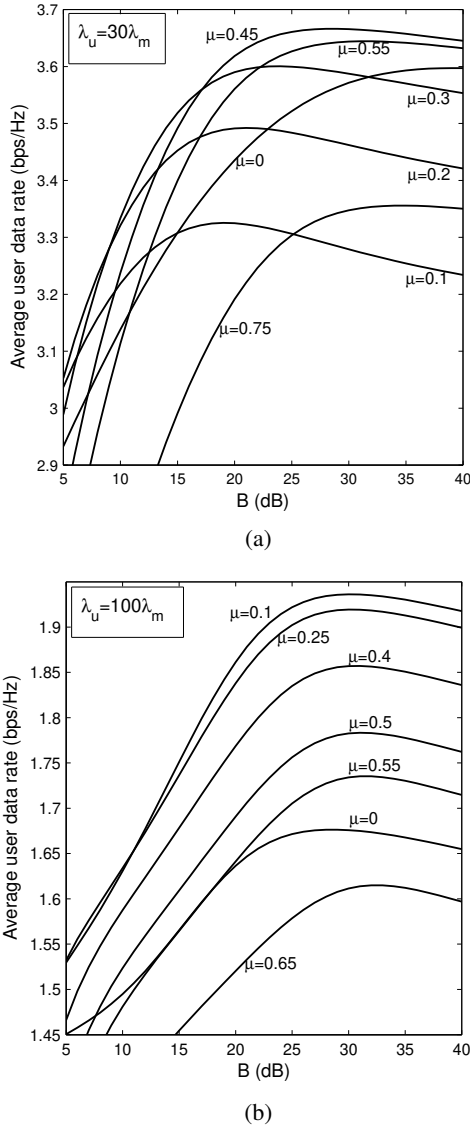 3.7
λu=30λm
μ=0.45
μ=0.55
3.6
μ=0.3
3.5
μ=0
μ=0.2
3.4
3.3
μ=0.1
3.2
μ=0.75
3.1
3
2.9
5 10 15 20 25 30 35 40
B (dB)
Average user data rate (bps/Hz)
(a)
λu=100λm
μ=0.1
1.9
μ=0.25
μ=0.4
1.85
1.8
μ=0.5
1.75
μ=0.55
1.7
μ=0
1.65
1.6
1.55
μ=0.65
1.5
1.45
5 10 15 20 25 30 35 40
B (dB)
Average user data rate (bps/Hz)
(b)